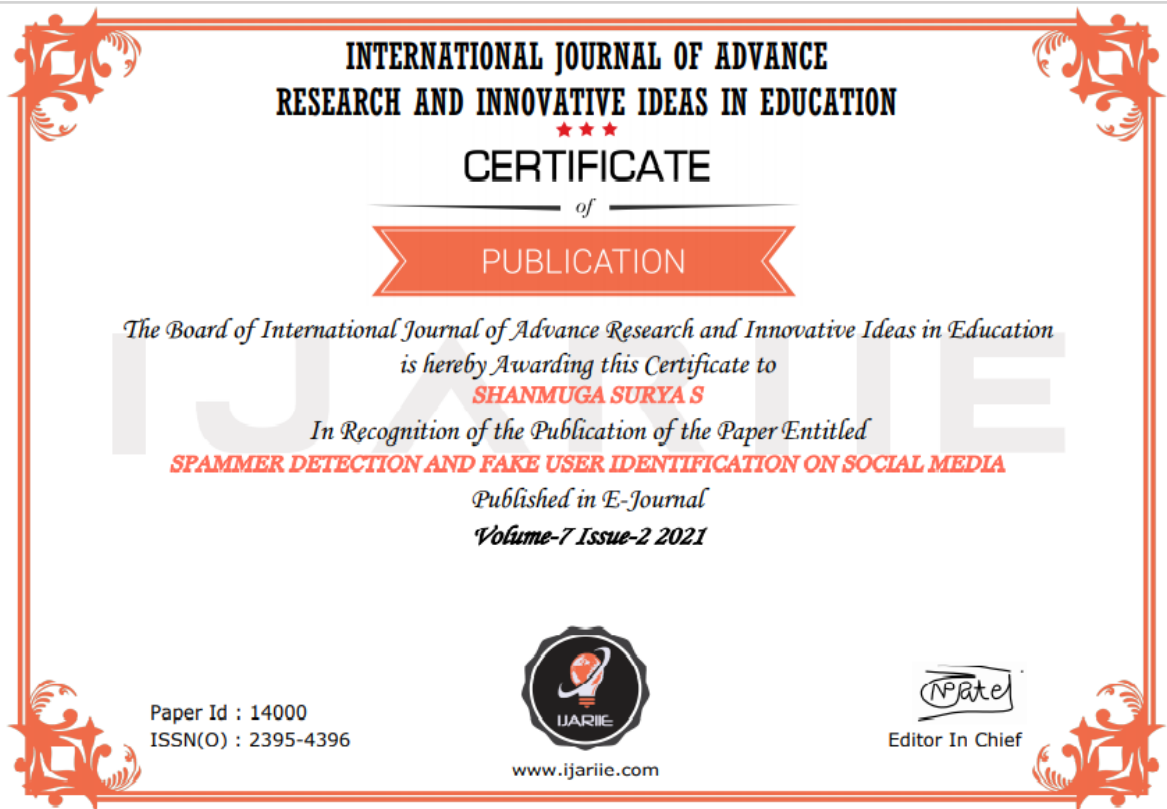 INTERNATIONAL JOURNAL OF ADVANCE
RESEARCH AND INNOVATIVE IDEAS IN EDUCATION
CERTIFICATE
of
PUBLICATION
IJARIIE
The Board of International Journal of Advance Research and Innovative Ideas in Education
is hereby Awarding this Certificate to
SHANMUGA SURYA S
In Recognition of the Publication of the Paper Entitled
SPAMMER DETECTION AND FAKE USER IDENTIFICATION ON SOCIAL MEDIA
Published in E-Journal
Volume-7 Issue-2 2021
Paper Id : 14000
ISSN(O) : 2395-4396
IJARIIE
www.ijariie.com
Editor In Chief